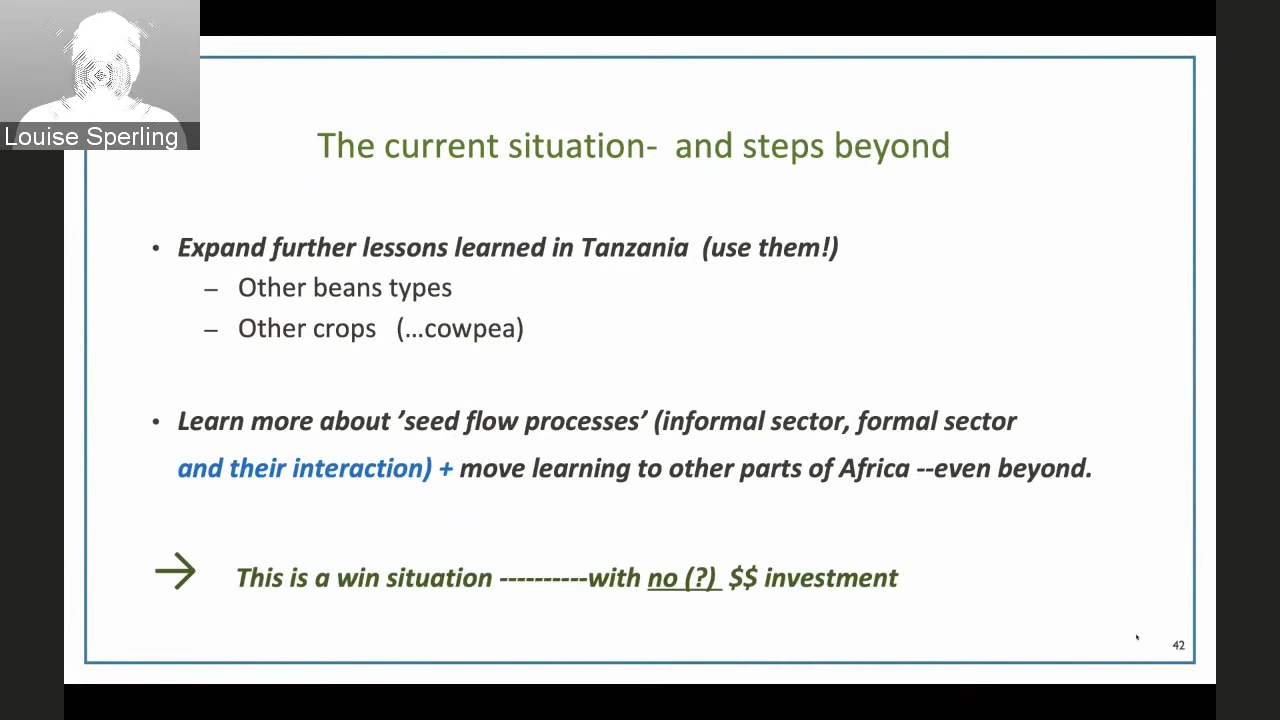 Louise Sperling
The current situation-  and steps beyond
• Expand further lessons learned in Tanzania  (use them!)
– Other beans types
– Other crops   (...cowpea)
• Learn more about ’seed flow processes’ (informal sector, formal sector
and their interaction) + move learning to other parts of Africa --even beyond.
→ This is a win situation ----------with no (?)  $$ investment
42